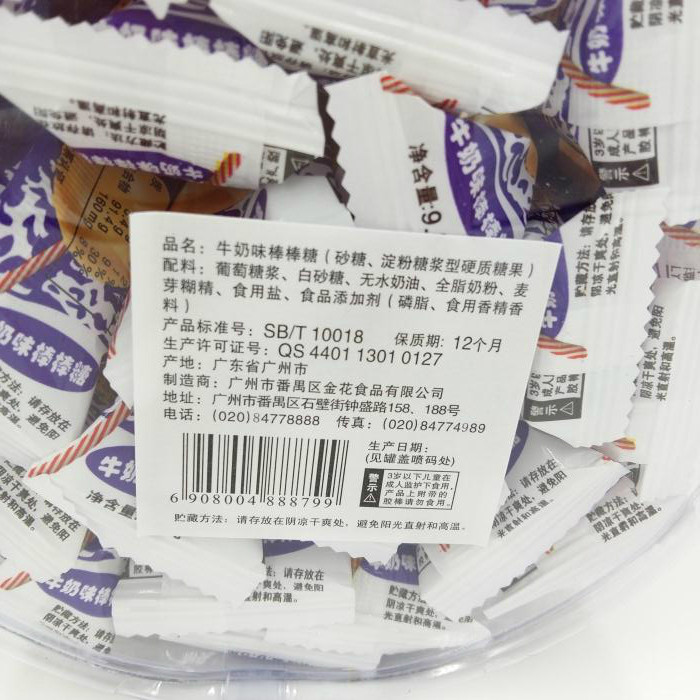 品名：牛奶味棒棒糖（砂糖、淀粉糖浆型硬质糖果）
配料：葡萄糖浆、白砂糖、无水奶油、全脂奶粉、麦
芽糊精、食用盐、食品添加剂（磷脂、食用香精香
料）
产品标准号：SB/T 10018 保质期：12个月
生产许可证号：QS 4401 1301 0127
产地：广东省广州市
制造商：广州市番禺区金花食品有限公司
地址：广州市番禺区石壁街钟盛路158、188号
电话：(020)84778888 传真：(020)84774989
生产日期：
(见罐盖喷码处)
警示
3岁以下儿童在
成人监护下食用，
产品上附带的
胶棒请勿食用。
6 908004 888799
贮藏方法：请存放在阴凉干爽处，避免阳光直射和高温。
牛奶味棒棒糖
奶味棒棒糖
净含量
请存放在
阴凉干爽处，避免阳
光直射和高温。